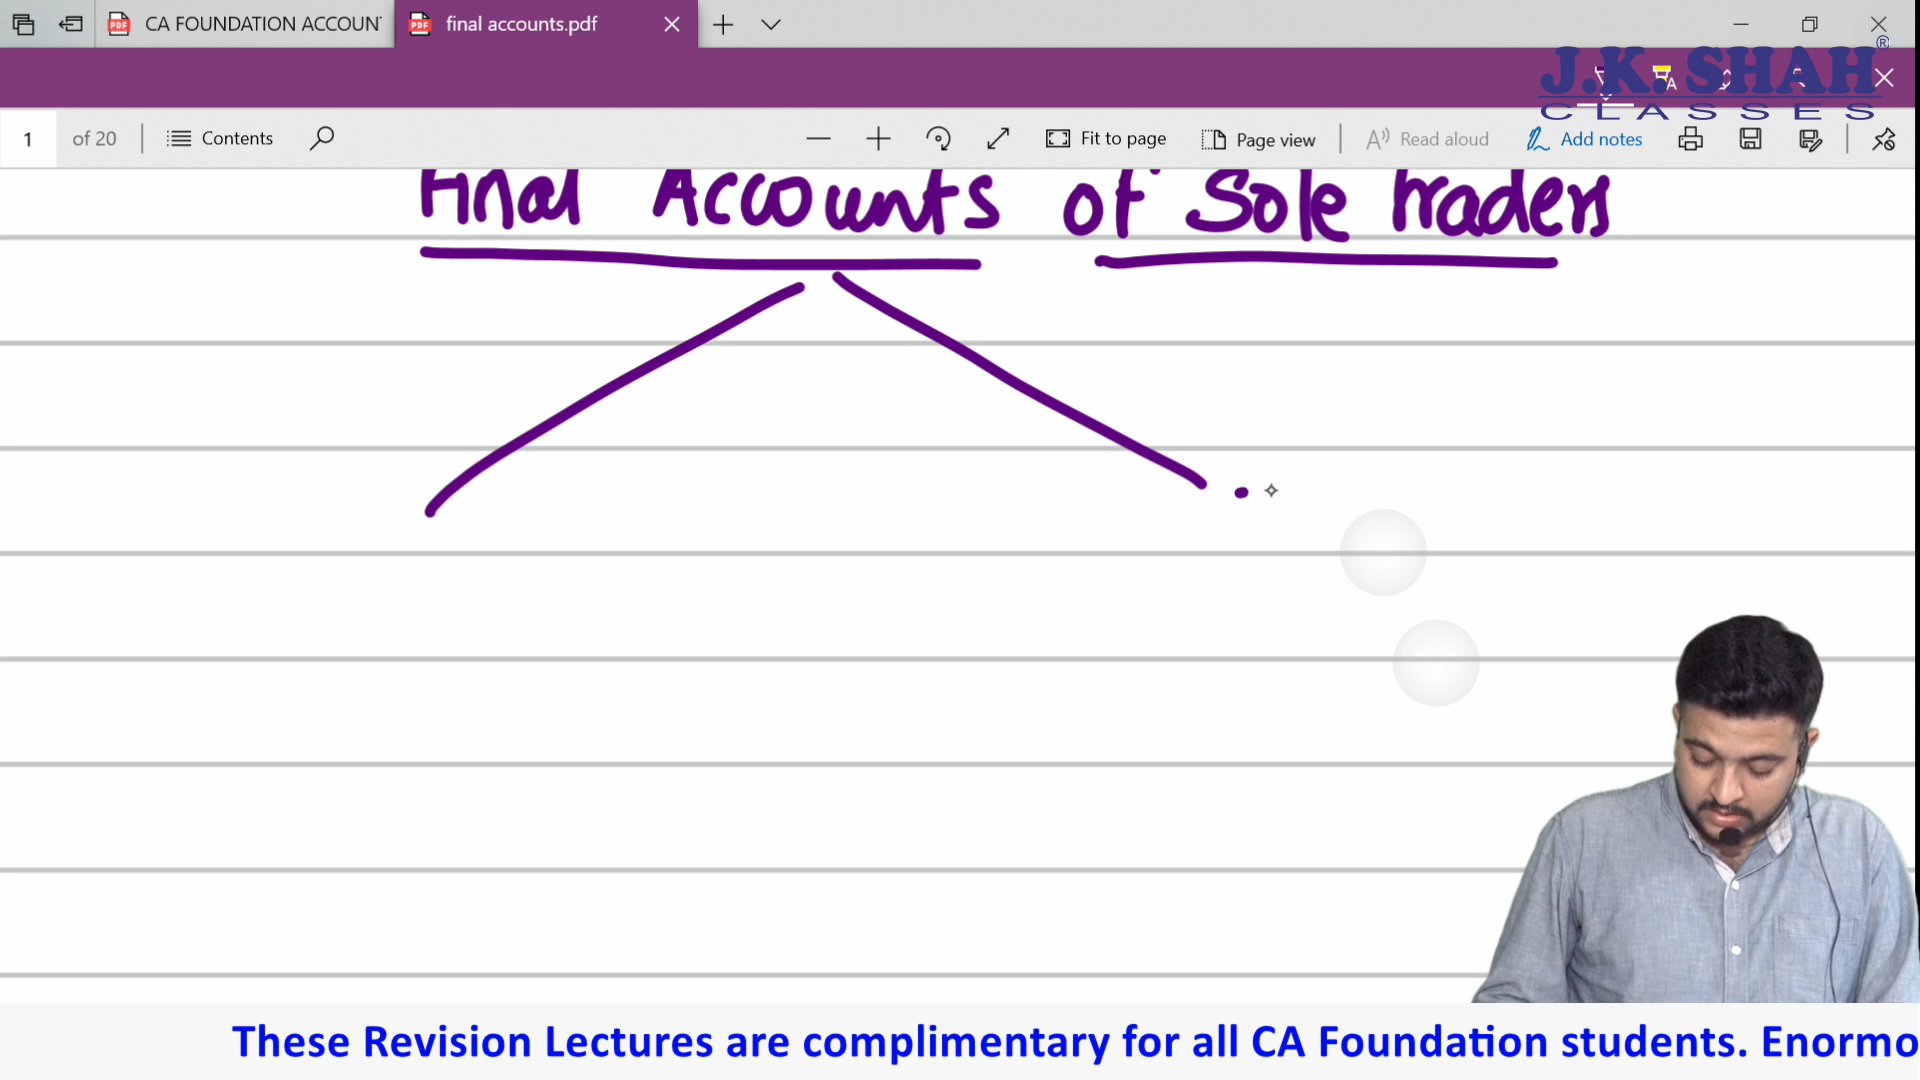 CA FOUNDATION ACCOUN
final accounts.pdf
J.K. SHAH®
CLASSES
1 of 20
Contents
Fit to page
Page view
Read aloud
Add notes
Final Accounts of Sole traders
These Revision Lectures are complimentary for all CA Foundation students. Enormo